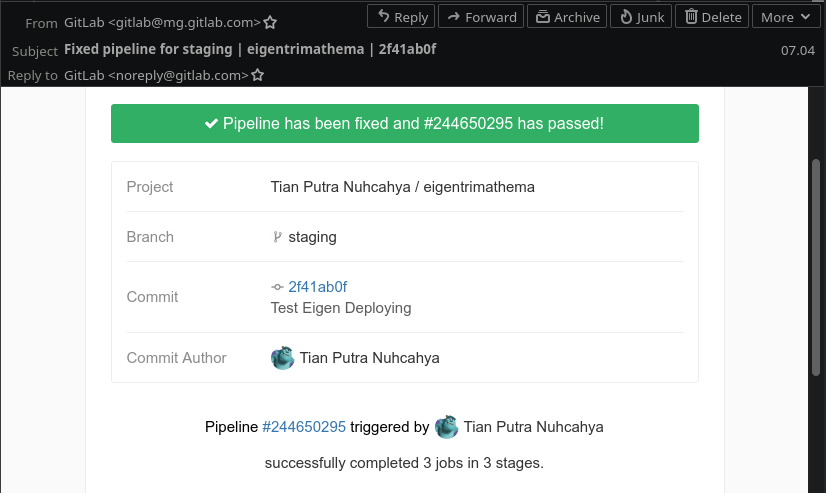 From GitLab <gitlab@mg.gitlab.com> Reply Forward Archive Junk Delete More
Subject Fixed pipeline for staging | eigentrimathema | 2f41ab0f 07.04
Reply to GitLab <noreply@gitlab.com>
Pipeline has been fixed and #244650295 has passed!
Project Tian Putra Nuhcahya / eigentrimathema
Branch staging
Commit 2f41ab0f
Test Eigen Deploying
Commit Author Tian Putra Nuhcahya
Pipeline #244650295 triggered by Tian Putra Nuhcahya
successfully completed 3 jobs in 3 stages.